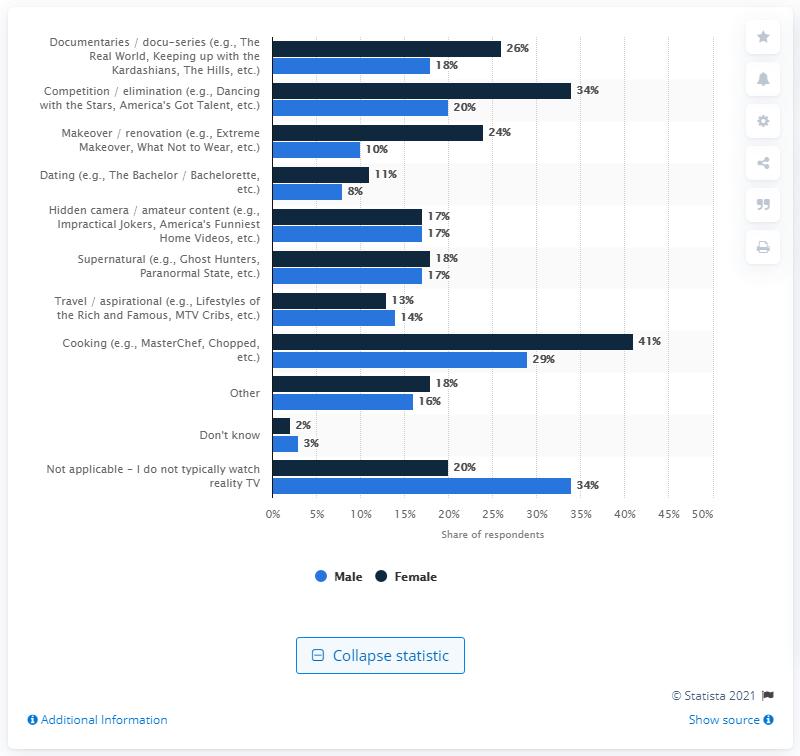 Documentaries / docu-series (e.g., The
Real World, Keeping up with the
Kardashians, The Hills, etc.)
26%
18%
Competition / elimination (e.g., Dancing
with the Stars, America's Got Talent, etc.)
34%
20%
Makeover / renovation (e.g., Extreme
Makeover, What Not to Wear, etc.)
24%
10%
Dating (e.g., The Bachelor / Bachelorette,
etc.)
11%
8%
Hidden camera / amateur content (e.g.,
Impractical Jokers, America's Funniest
Home Videos, etc.)
17%
17%
Supernatural (e.g., Ghost Hunters,
Paranormal State, etc.)
18%
17%
Travel / aspirational (e.g., Lifestyles of
the Rich and Famous, MTV Cribs, etc.)
13%
14%
Cooking (e.g., MasterChef, Chopped,
etc.)
41%
29%
Other
18%
16%
Don't know
2%
3%
Not applicable – I do not typically watch
reality TV
20%
34%
0% 5% 10% 15% 20% 25% 30% 35% 40% 45% 50%
Share of respondents
Male Female
Collapse statistic
© Statista 2021
Additional Information
Show source